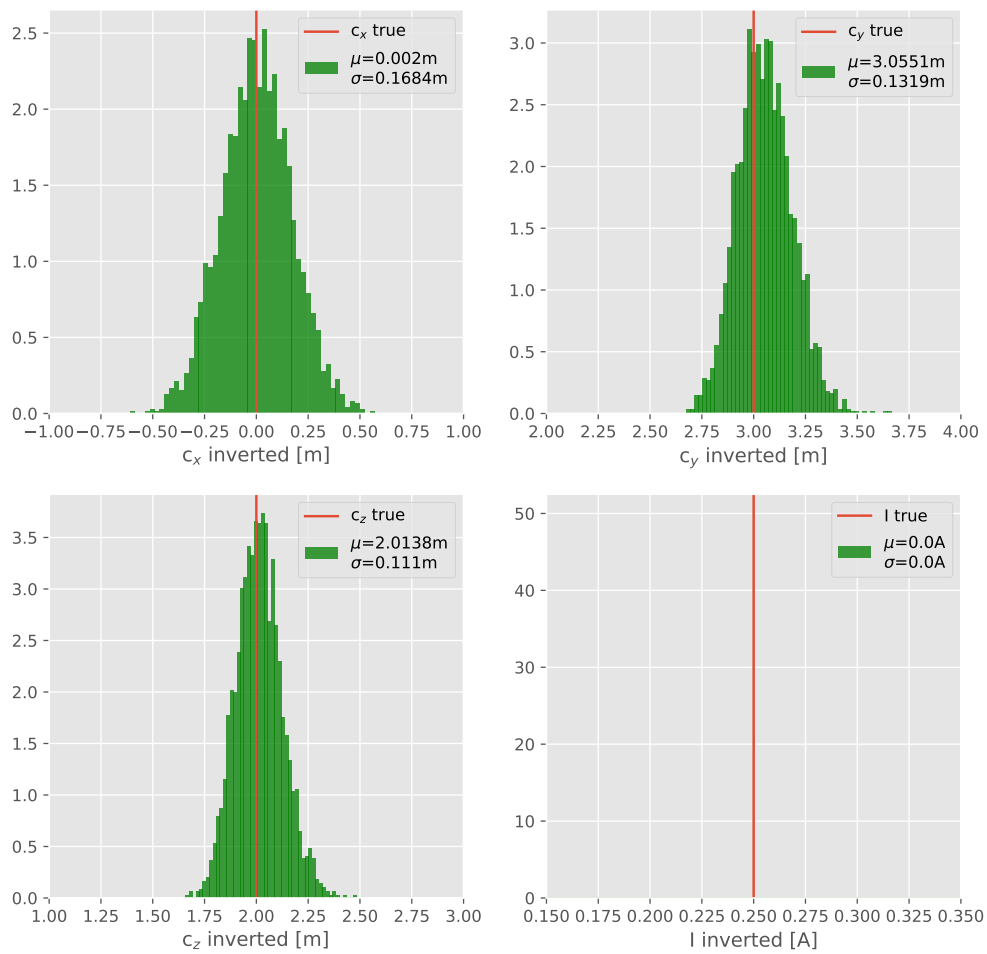 c_x true
μ=0.002m
σ=0.1684m
2.5
2.0
1.5
1.0
0.5
0.0
−1.00 −0.75 −0.50 −0.25 0.00 0.25 0.50 0.75 1.00
c_x inverted [m]
c_y true
μ=3.0551m
σ=0.1319m
3.0
2.5
2.0
1.5
1.0
0.5
0.0
2.00 2.25 2.50 2.75 3.00 3.25 3.50 3.75 4.00
c_y inverted [m]
c_z true
μ=2.0138m
σ=0.111m
3.5
3.0
2.5
2.0
1.5
1.0
0.5
0.0
1.00 1.25 1.50 1.75 2.00 2.25 2.50 2.75 3.00
c_z inverted [m]
I true
μ=0.0A
σ=0.0A
50
40
30
20
10
0
0.150 0.175 0.200 0.225 0.250 0.275 0.300 0.325 0.350
I inverted [A]